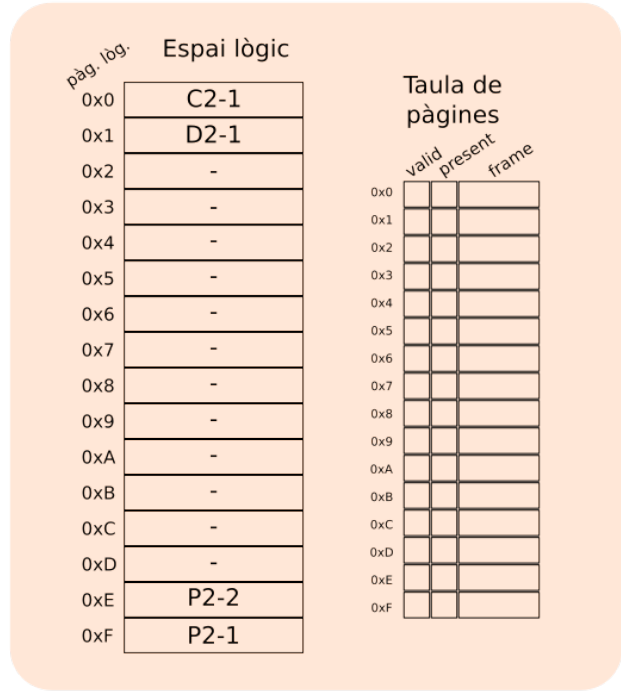 Espai lògic
pàg. lòg.
0x0 C2-1
0x1 D2-1
0x2 -
0x3 -
0x4 -
0x5 -
0x6 -
0x7 -
0x8 -
0x9 -
0xA -
0xB -
0xC -
0xD -
0xE P2-2
0xF P2-1
Taula de
pàgines
valid present frame
0x0
0x1
0x2
0x3
0x4
0x5
0x6
0x7
0x8
0x9
0xA
0xB
0xC
0xD
0xE
0xF